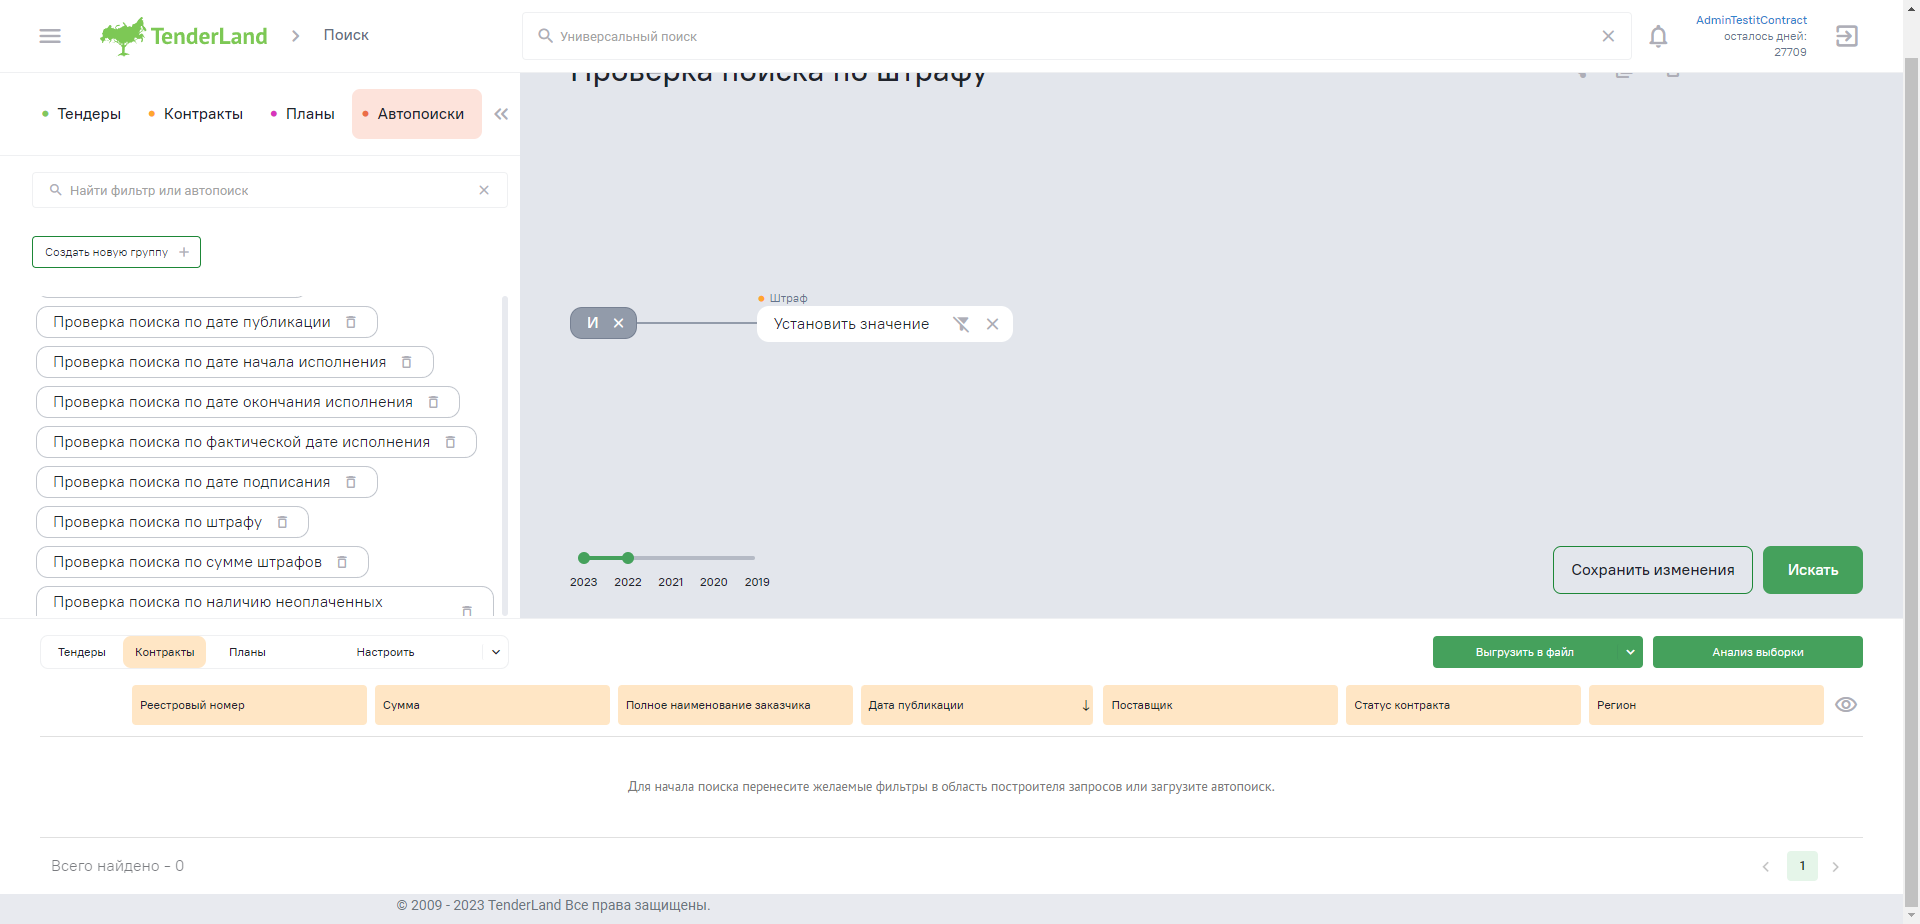 TenderLand
Поиск
Универсальный поиск
AdminTestitContract
осталось дней:
27709
Тендеры
Контракты
Планы
Автопоиски
Проверка поиска по штрафу
Найти фильтр или автопоиск
Создать новую группу
Проверка поиска по дате публикации
Проверка поиска по дате начала исполнения
Проверка поиска по дате окончания исполнения
Проверка поиска по фактической дате исполнения
Проверка поиска по дате подписания
Проверка поиска по штрафу
Проверка поиска по сумме штрафов
Проверка поиска по наличию неоплаченных
Штраф
И
Установить значение
2023 2022 2021 2020 2019
Сохранить изменения
Искать
Тендеры
Контракты
Планы
Настроить
Выгрузить в файл
Анализ выборки
Реестровый номер
Сумма
Полное наименование заказчика
Дата публикации
Поставщик
Статус контракта
Регион
Для начала поиска перенесите желаемые фильтры в область построителя запросов или загрузите автопоиск.
Всего найдено - 0
1
© 2009 - 2023 TenderLand Все права защищены.